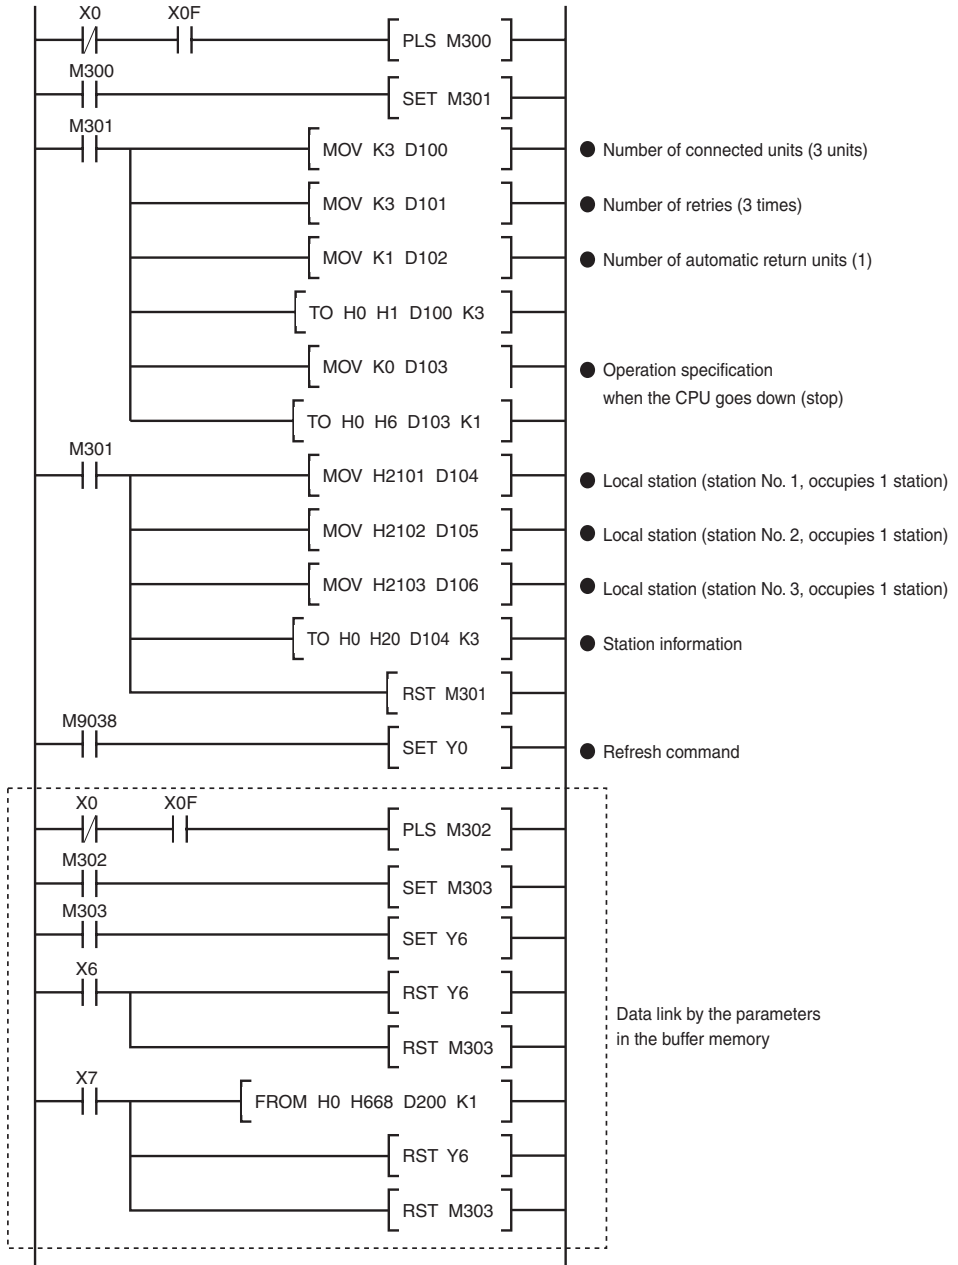 X0 X0F
PLS M300
M300
SET M301
M301
MOV K3 D100
● Number of connected units (3 units)
MOV K3 D101
● Number of retries (3 times)
MOV K1 D102
● Number of automatic return units (1)
TO H0 H1 D100 K3
MOV K0 D103
● Operation specification
when the CPU goes down (stop)
TO H0 H6 D103 K1
M301
MOV H2101 D104
● Local station (station No. 1, occupies 1 station)
MOV H2102 D105
● Local station (station No. 2, occupies 1 station)
MOV H2103 D106
● Local station (station No. 3, occupies 1 station)
TO H0 H20 D104 K3
● Station information
RST M301
M9038
SET Y0
● Refresh command
X0 X0F
PLS M302
M302
SET M303
M303
SET Y6
X6
RST Y6
Data link by the parameters
in the buffer memory
RST M303
X7
FROM H0 H668 D200 K1
RST Y6
RST M303